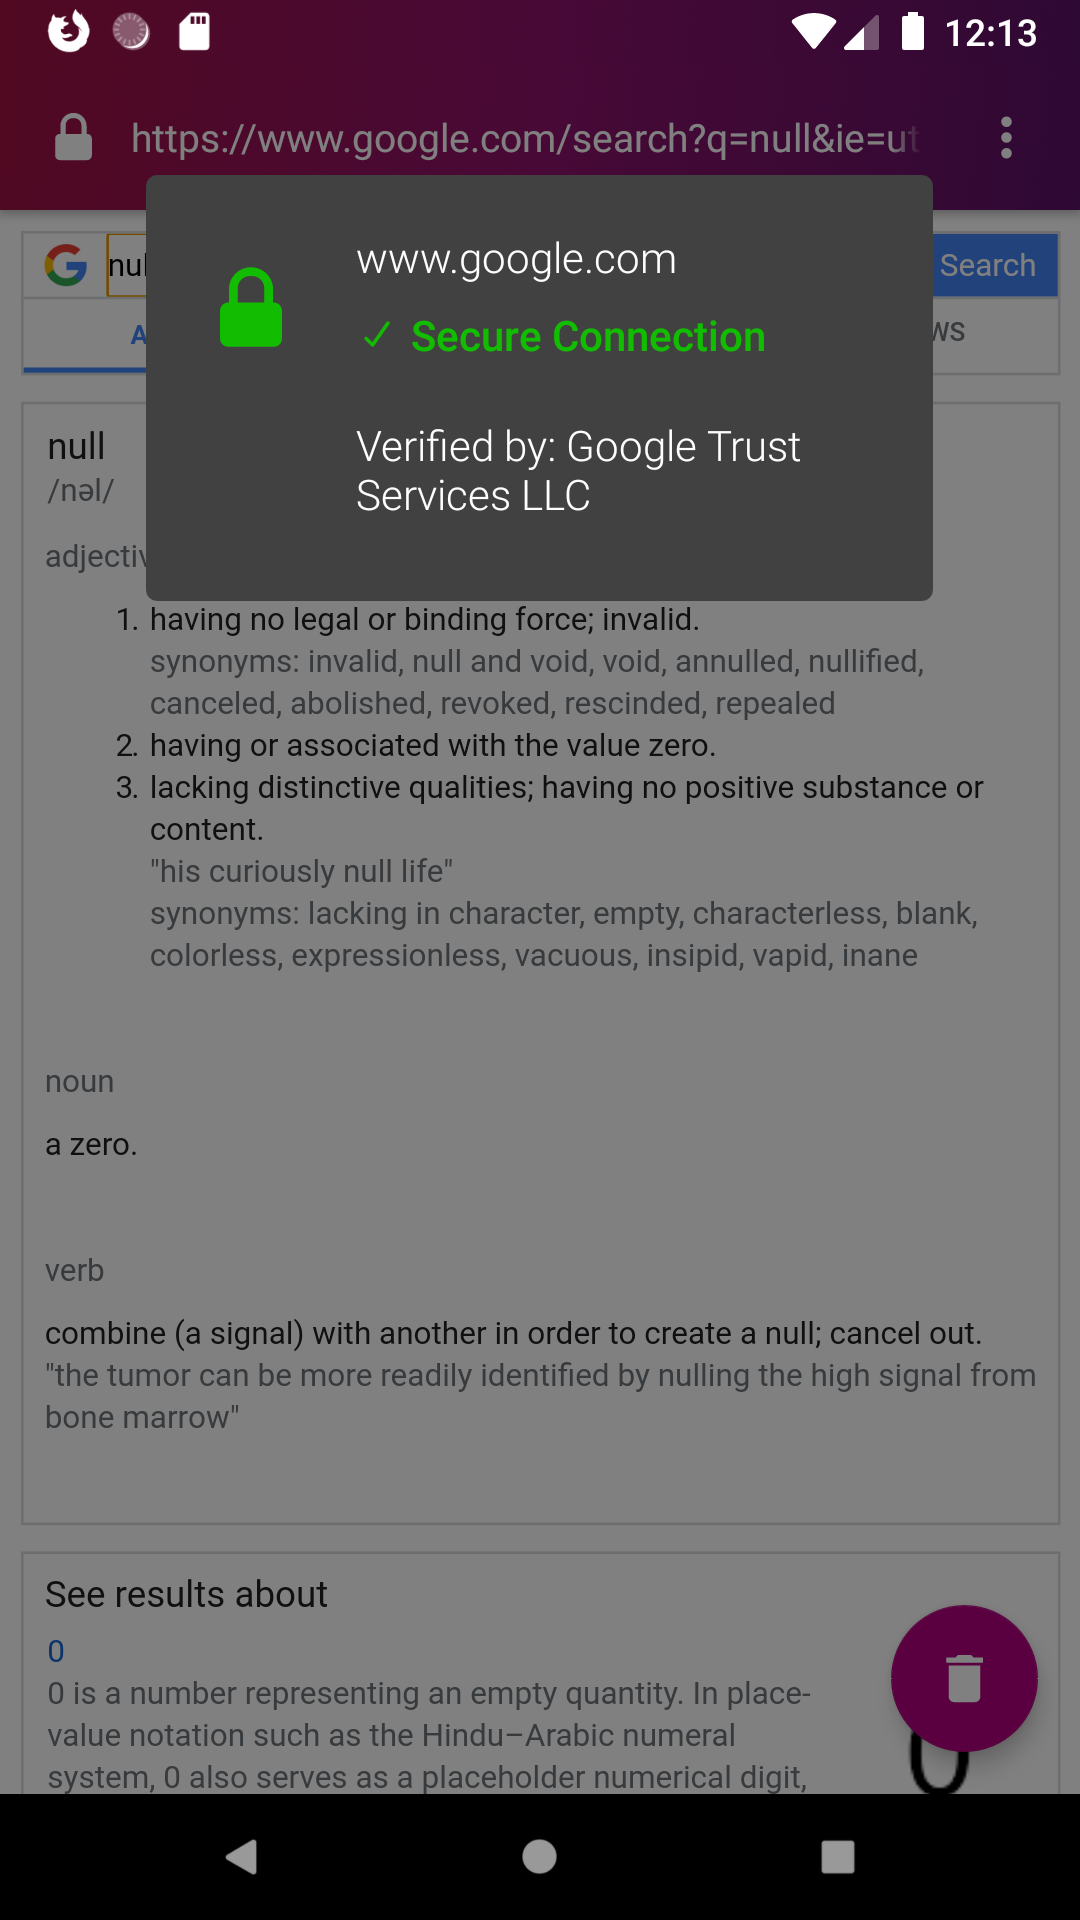 12:13
https://www.google.com/search?q=null&ie=ut
www.google.com
✓ Secure Connection
Verified by: Google Trust
Services LLC
Search
null
/nəl/
1. having no legal or binding force; invalid.
synonyms: invalid, null and void, void, annulled, nullified,
canceled, abolished, revoked, rescinded, repealed
2. having or associated with the value zero.
3. lacking distinctive qualities; having no positive substance or
content.
"his curiously null life"
synonyms: lacking in character, empty, characterless, blank,
colorless, expressionless, vacuous, insipid, vapid, inane
noun
a zero.
verb
combine (a signal) with another in order to create a null; cancel out.
"the tumor can be more readily identified by nulling the high signal from
bone marrow"
See results about
0
0 is a number representing an empty quantity. In place-
value notation such as the Hindu–Arabic numeral
system, 0 also serves as a placeholder numerical digit,